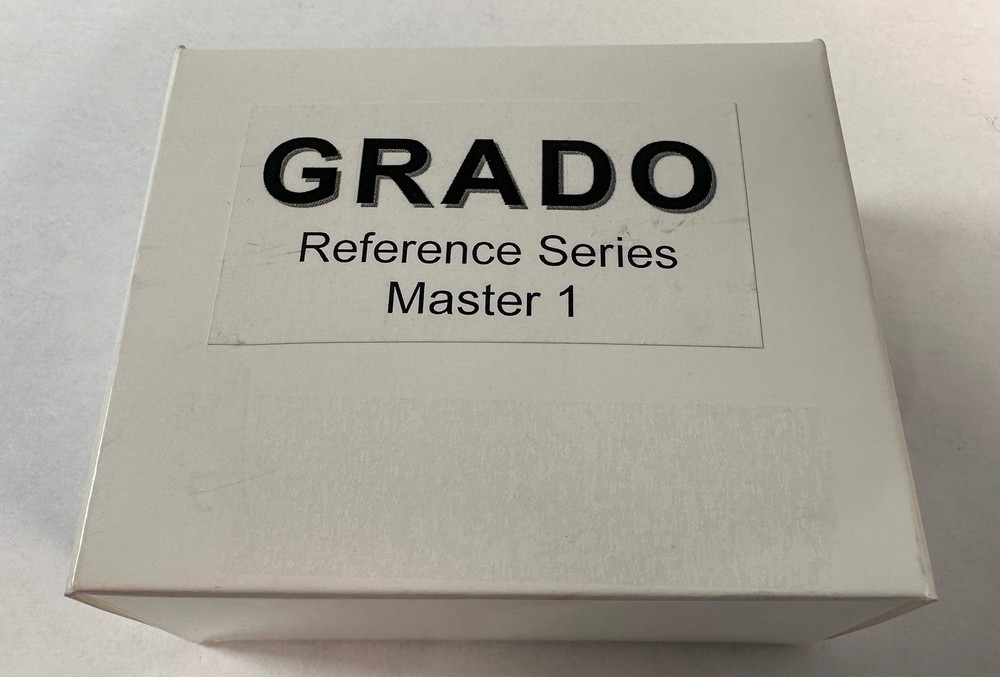 GRADO
Reference Series
Master 1